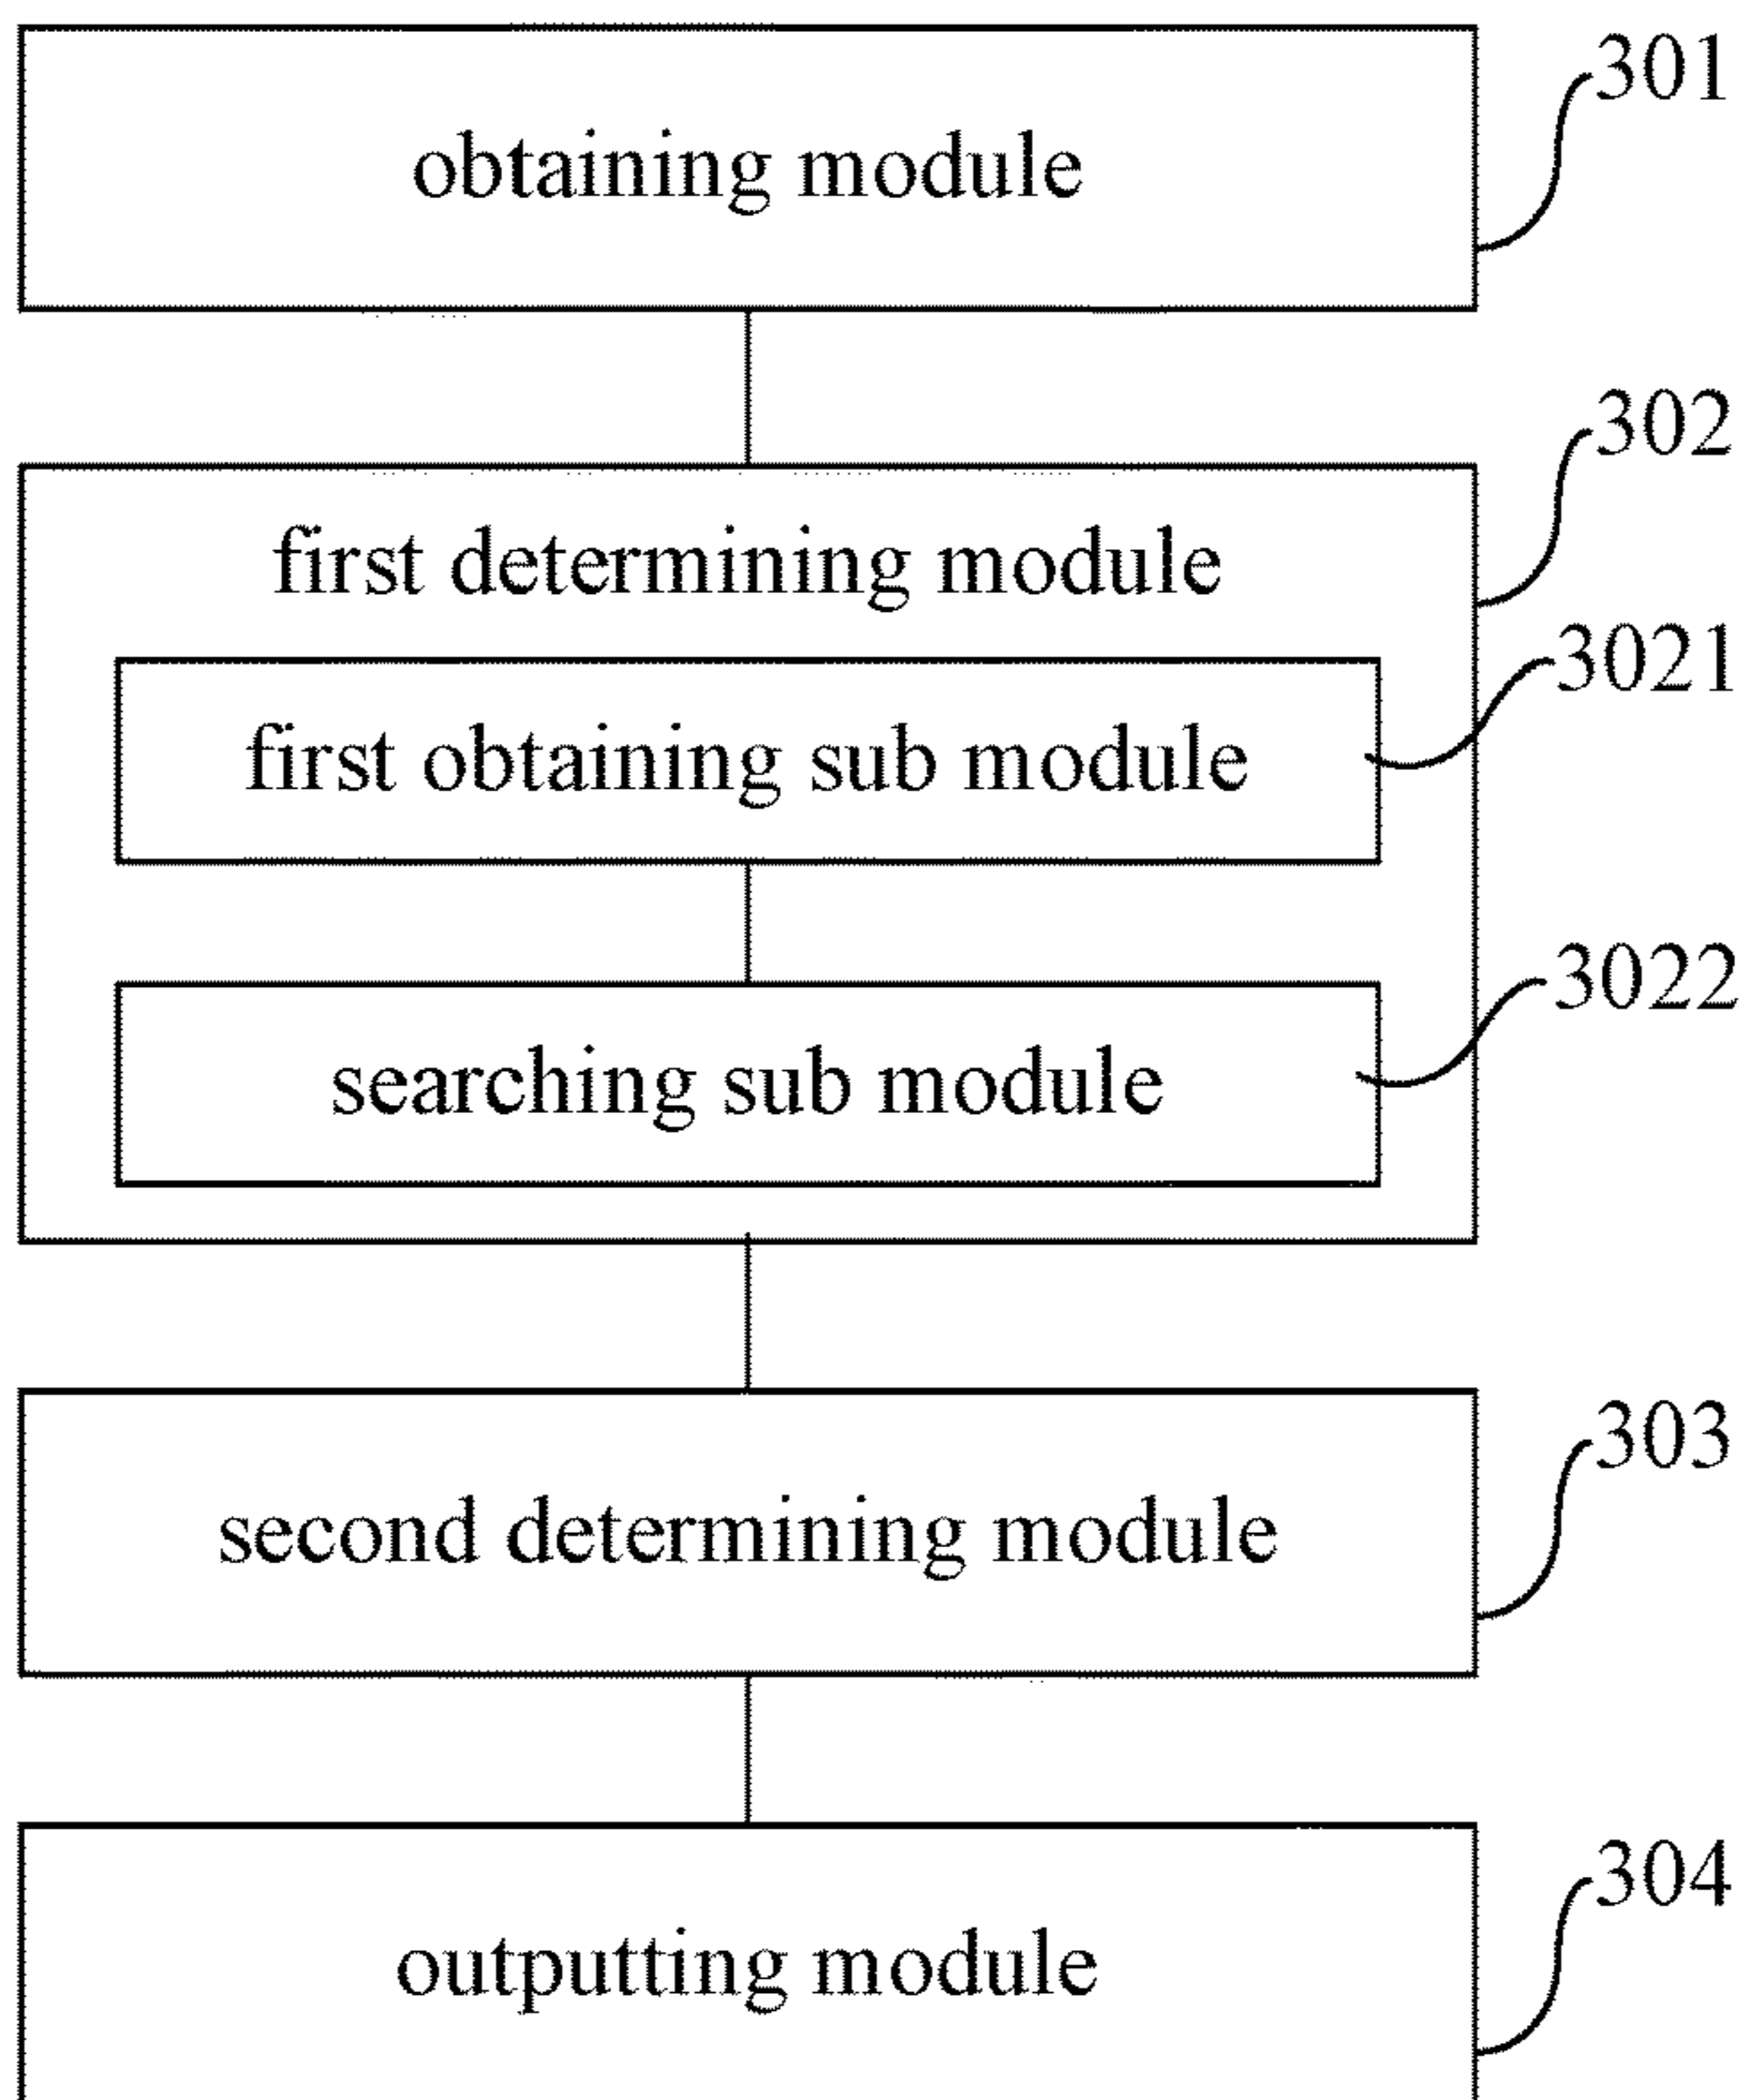 301
obtaining module
302
first determining module
3021
first obtaining sub module
3022
searching sub module
303
second determining module
304
outputting module